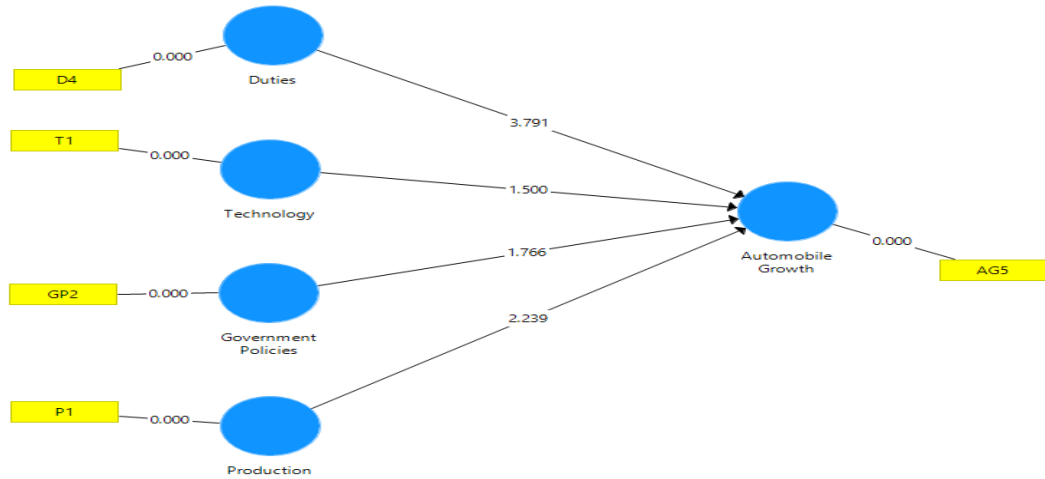 0.000
D4
Duties
3.791
T1
0.000
Technology
1.500
Automobile
Growth
0.000
AG5
GP2
0.000
Government
Policies
1.766
2.239
P1
0.000
Production